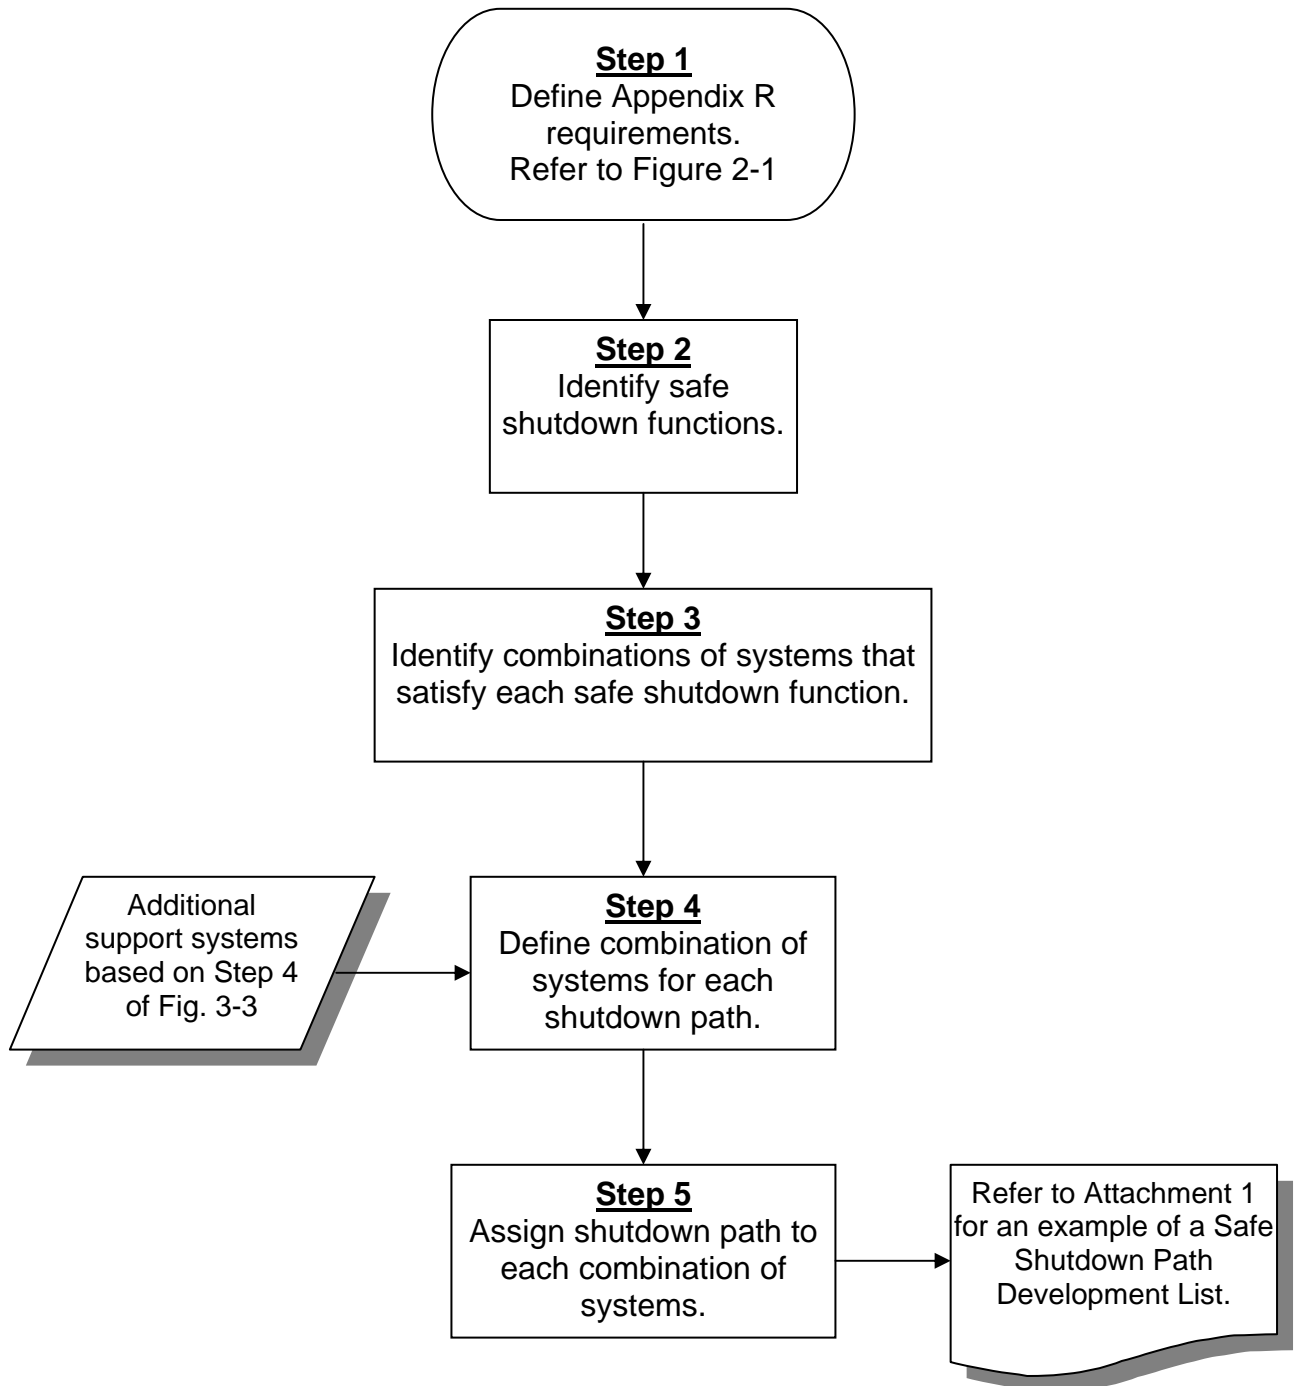 Step 1
Define Appendix R
requirements.
Refer to Figure 2-1
Step 2
Identify safe
shutdown functions.
Step 3
Identify combinations of systems that
satisfy each safe shutdown function.
Additional
support systems
based on Step 4
of Fig. 3-3
Step 4
Define combination of
systems for each
shutdown path.
Step 5
Assign shutdown path to
each combination of
systems.
Refer to Attachment 1
for an example of a Safe
Shutdown Path
Development List.